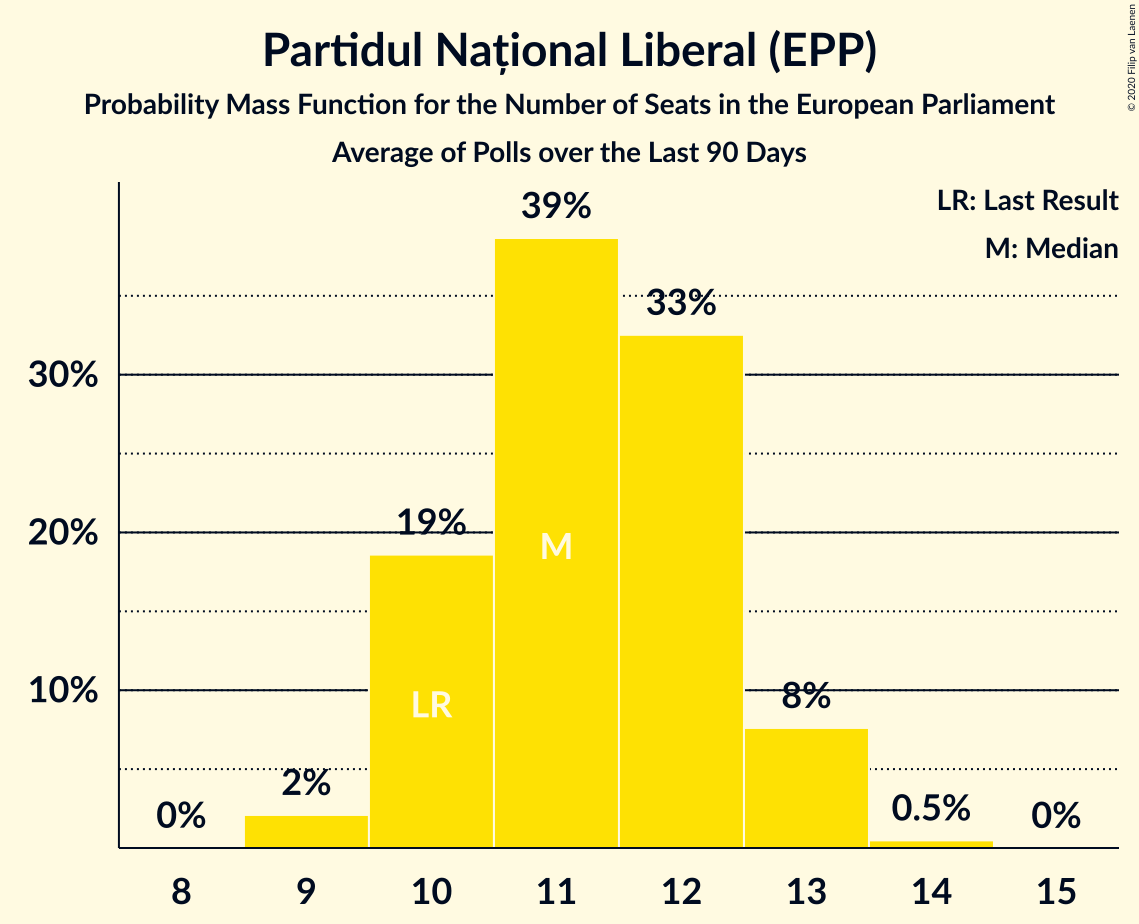 Partidul Național Liberal (EPP)
Probability Mass Function for the Number of Seats in the European Parliament
Average of Polls over the Last 90 Days
© 2020 Filip van Laenen
LR: Last Result
M: Median
39%
33%
30%
20%
19%
M
10%
LR
8%
2%
0%
0.5%
0%
8 9 10 11 12 13 14 15